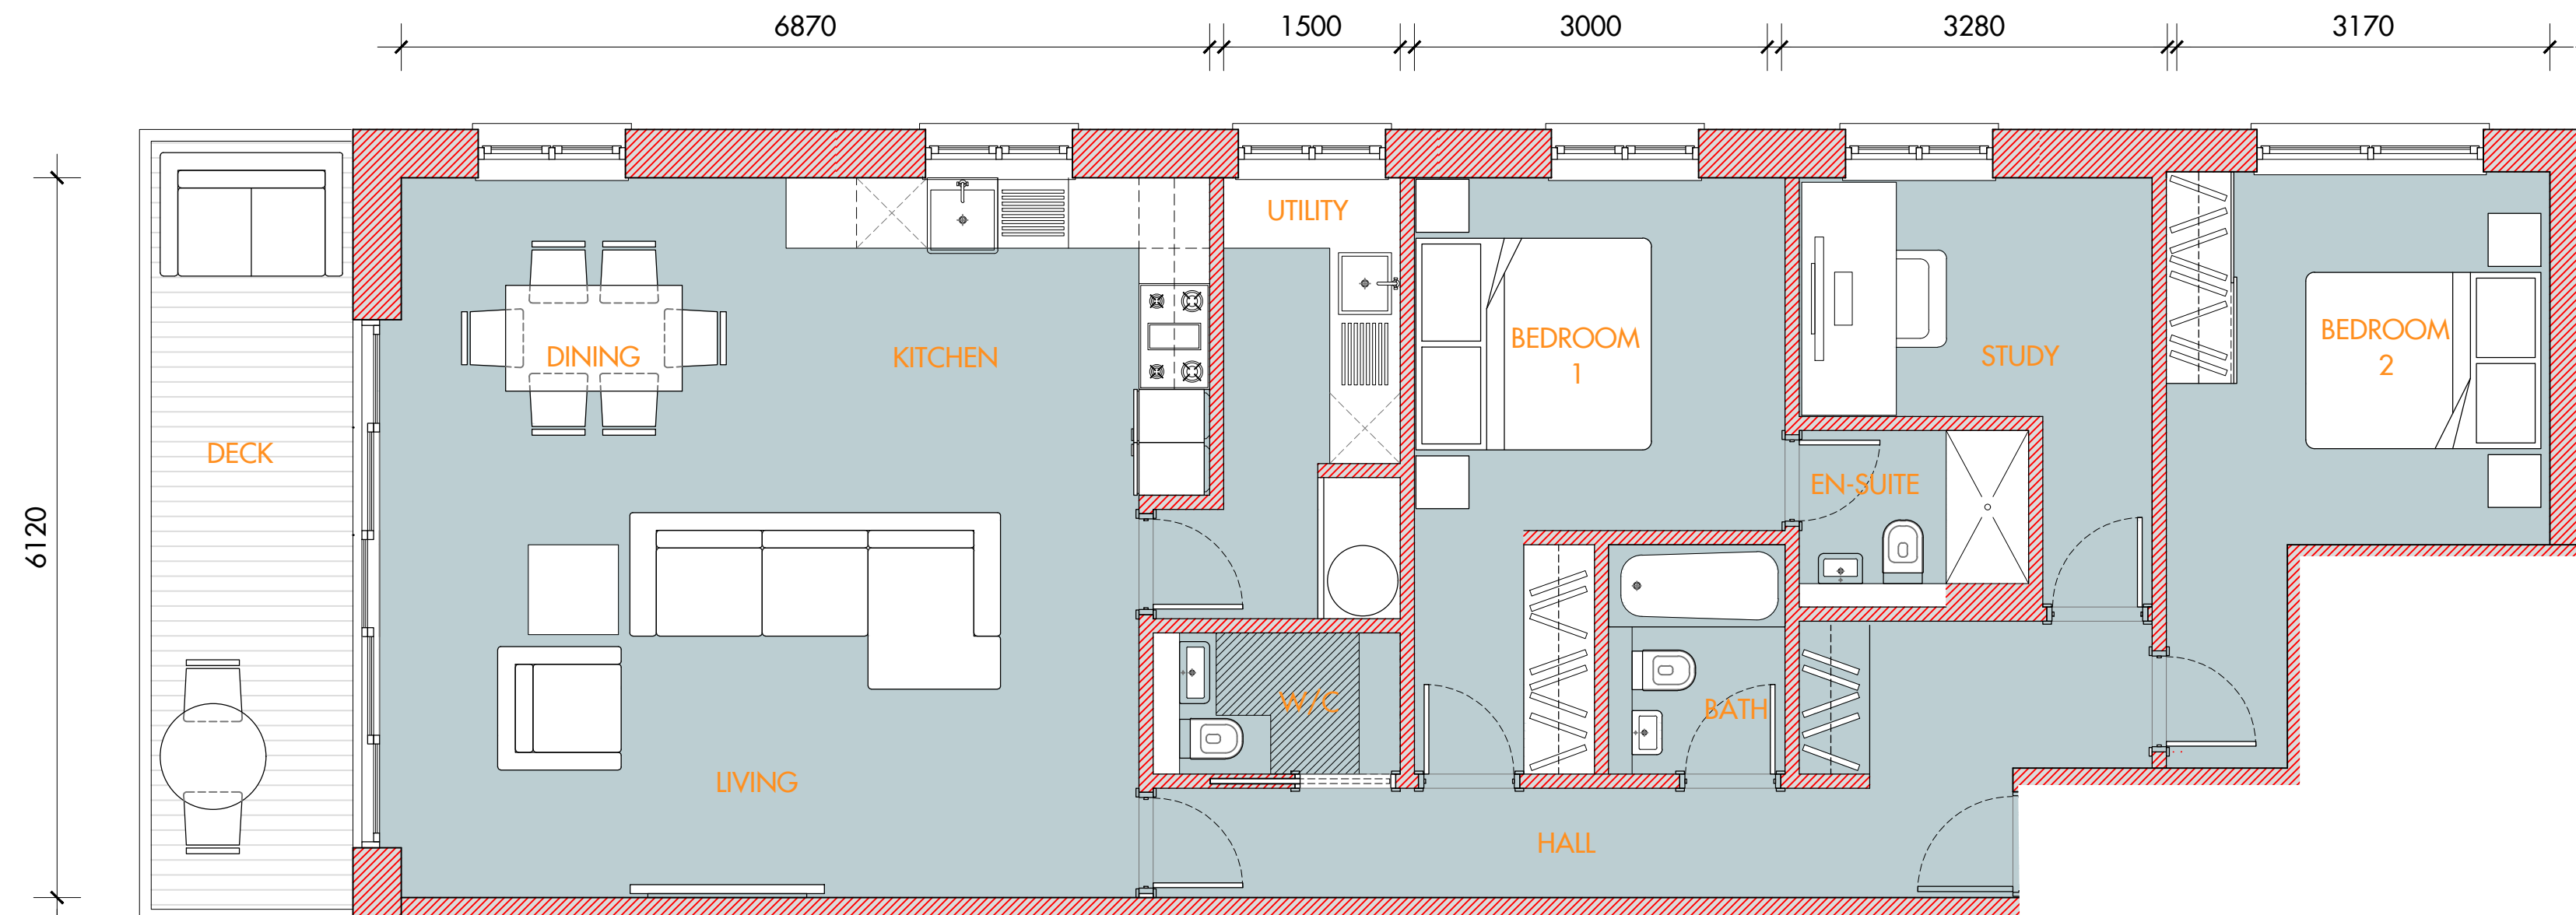 6870
1500
3000
3280
3170
6120
UTILITY
DINING
KITCHEN
BEDROOM
1
STUDY
BEDROOM
2
DECK
EN-SUITE
W/C
BATH
LIVING
HALL